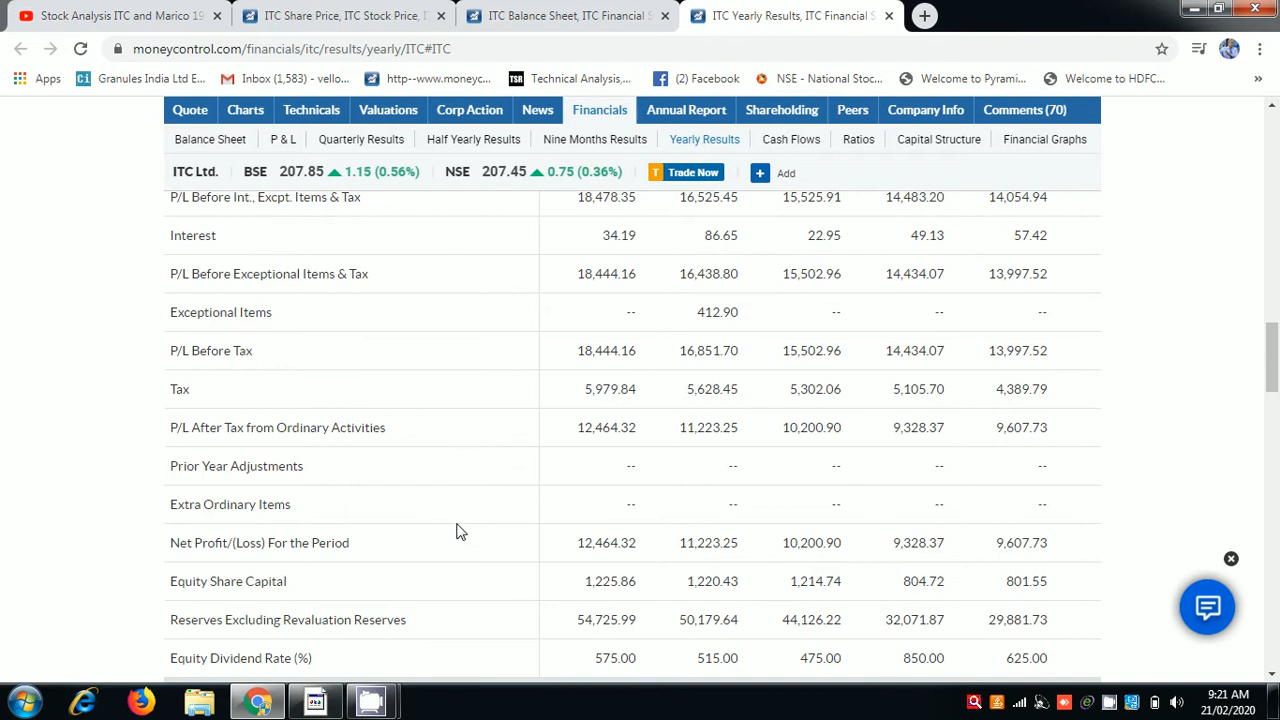 Stock Analysis ITC and Marico 19
ITC Share Price, ITC Stock Price, I
ITC Yearly Results, ITC Financial S
moneycontrol.com/financials/itc/results/yearly/ITC#ITC
Apps
Granules India Ltd E...
Inbox (1,583) - vello...
http--www.moneyc...
TSR
Technical Analysis,...
(2) Facebook
NSE - National Stoc...
Welcome to Pyrami...
Welcome to HDFC...
»
Quote Charts Technicals Valuations Corp Action News Financials Annual Report Shareholding Peers Company Info Comments (70)
Balance Sheet P & L Quarterly Results Half Yearly Results Nine Months Results Yearly Results Cash Flows Ratios Capital Structure Financial Graphs
ITC Ltd. BSE 207.85 1.15 (0.56%) NSE 207.45 0.75 (0.36%) T Trade Now + Add
P/L Before Int., Excpt. Items & Tax 18,478.35 16,525.45 15,525.91 14,483.20 14,054.94
Interest 34.19 86.65 22.95 49.13 57.42
P/L Before Exceptional Items & Tax 18,444.16 16,438.80 15,502.96 14,434.07 13,997.52
Exceptional Items -- 412.90 -- -- --
P/L Before Tax 18,444.16 16,851.70 15,502.96 14,434.07 13,997.52
Tax 5,979.84 5,628.45 5,302.06 5,105.70 4,389.79
P/L After Tax from Ordinary Activities 12,464.32 11,223.25 10,200.90 9,328.37 9,607.73
Prior Year Adjustments -- -- -- -- --
Extra Ordinary Items -- -- -- -- --
Net Profit/(Loss) For the Period 12,464.32 11,223.25 10,200.90 9,328.37 9,607.73
Equity Share Capital 1,225.86 1,220.43 1,214.74 804.72 801.55
Reserves Excluding Revaluation Reserves 54,725.99 50,179.64 44,126.22 32,071.87 29,881.73
Equity Dividend Rate (%) 575.00 515.00 475.00 850.00 625.00
9:21 AM
21/02/2020